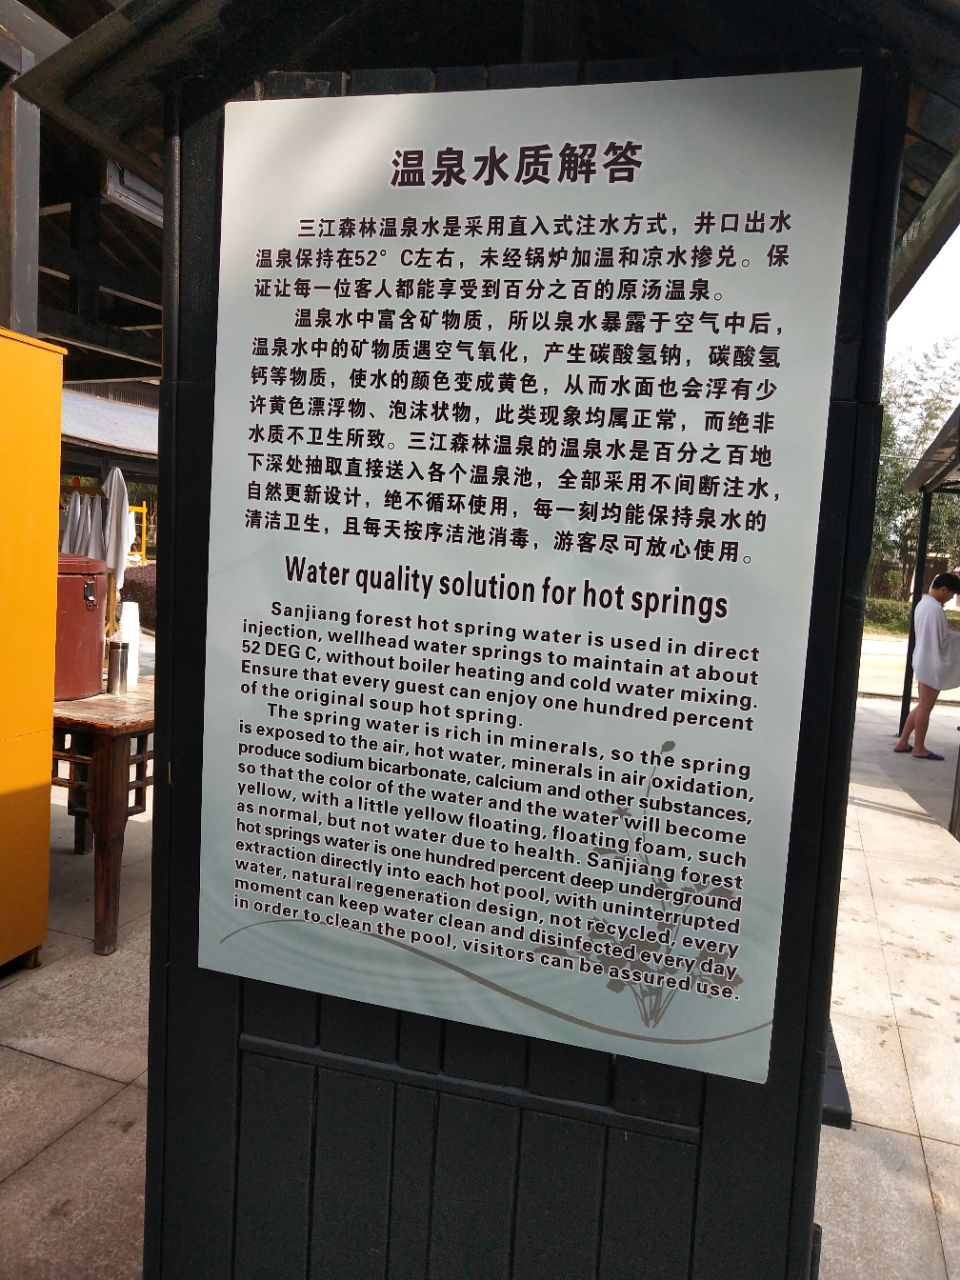 温泉水质解答
三江森林温泉水是采用直入式注水方式，井口出水
温泉保持在52°C左右，未经锅炉加温和凉水掺兑。保
证让每一位客人都能享受到百分之百的原汤温泉。
温泉水中富含矿物质，所以泉水暴露于空气中后，
温泉水中的矿物质遇空气氧化，产生碳酸氢钠，碳酸氢
钙等物质，使水的颜色变成黄色，从而水面也会浮有少
许黄色漂浮物、泡沫状物，此类现象均属正常，而绝非
水质不卫生所致。三江森林温泉的温泉水是百分之百地
下深处抽取直接送入各个温泉池，全部采用不间断注水，
自然更新设计，绝不循环使用，每一刻均能保持泉水的
清洁卫生，且每天按序洁池消毒，游客尽可放心使用。
Water quality solution for hot springs
Sanjiang forest hot spring water is used in direct
injection, wellhead water springs to maintain at about
52 DEG C, without boiler heating and cold water mixing.
Ensure that every guest can enjoy one hundred percent
of the original soup hot spring.
The spring water is rich in minerals, so the spring
is exposed to the air, hot water, minerals in air oxidation,
produce sodium bicarbonate, calcium and other substances,
so that the color of the water and the water will become
yellow, with a little yellow floating, floating foam, such
as normal, but not water due to health. Sanjiang forest
hot springs water is one hundred percent deep underground
extraction directly into each hot pool, with uninterrupted
water, natural regeneration design, not recycled, every
moment can keep water clean and disinfected every day
in order to clean the pool, visitors can be assured use.